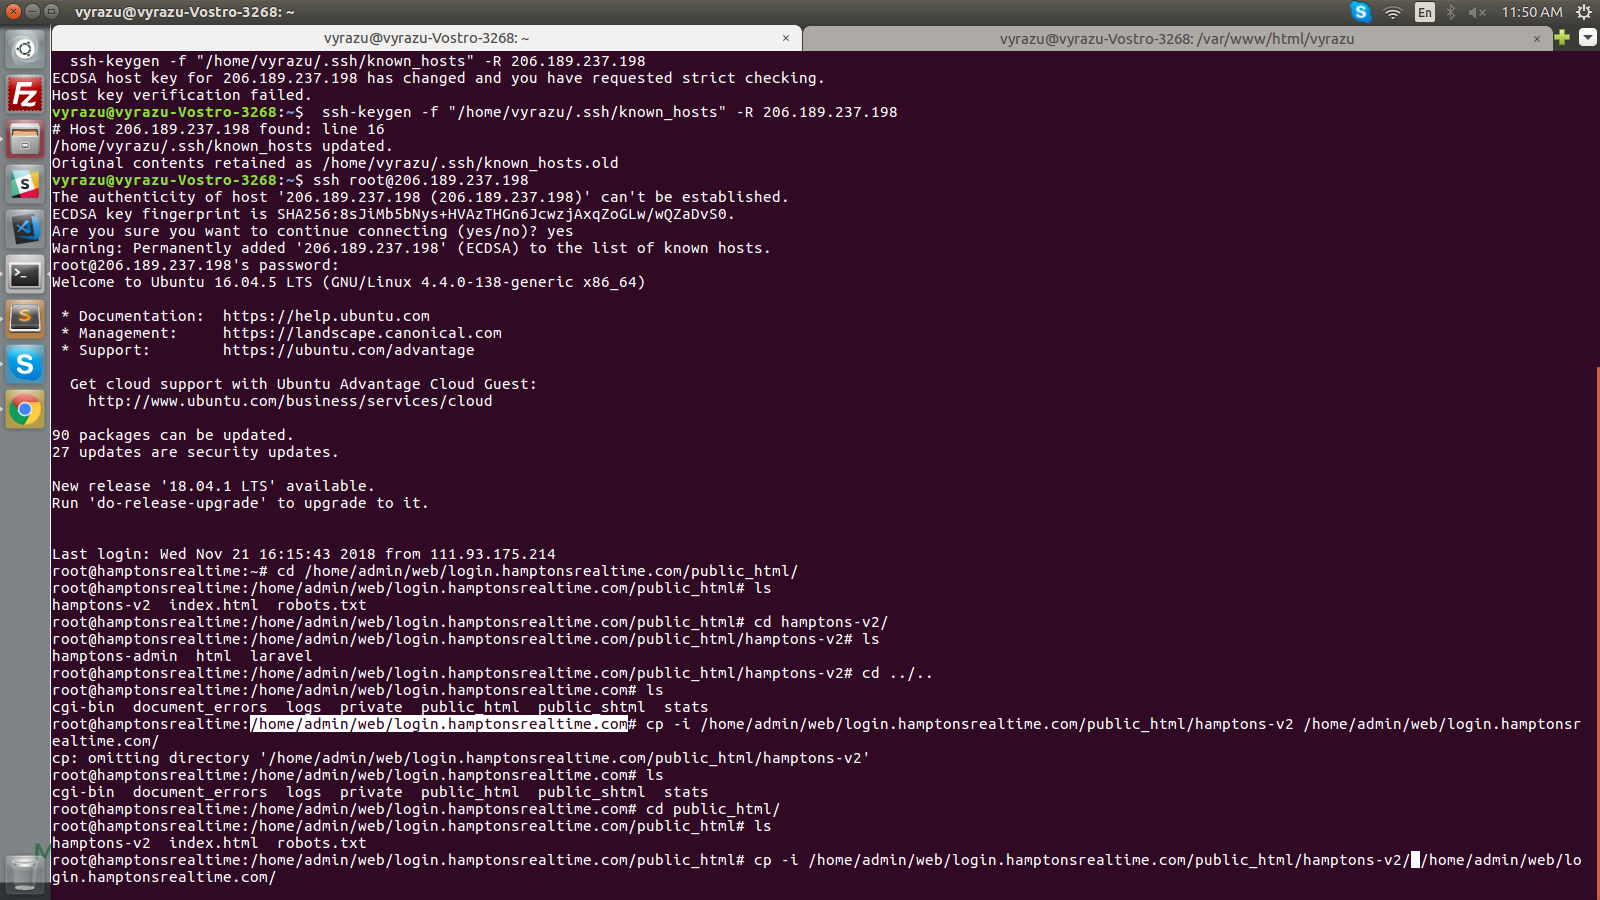 vyrazu@vyrazu-Vostro-3268: ~
En
11:50 AM
vyrazu@vyrazu-Vostro-3268: ~
vyrazu@vyrazu-Vostro-3268: /var/www/html/vyrazu
ssh-keygen -f "/home/vyrazu/.ssh/known_hosts" -R 206.189.237.198
ECDSA host key for 206.189.237.198 has changed and you have requested strict checking.
Host key verification failed.
vyrazu@vyrazu-Vostro-3268:~$  ssh-keygen -f "/home/vyrazu/.ssh/known_hosts" -R 206.189.237.198
# Host 206.189.237.198 found: line 16
/home/vyrazu/.ssh/known_hosts updated.
Original contents retained as /home/vyrazu/.ssh/known_hosts.old
vyrazu@vyrazu-Vostro-3268:~$ ssh root@206.189.237.198
The authenticity of host '206.189.237.198 (206.189.237.198)' can't be established.
ECDSA key fingerprint is SHA256:8sJiMb5bNys+HVAzTHGn6JcwzjAxqZoGLw/wQZaDvS0.
Are you sure you want to continue connecting (yes/no)? yes
Warning: Permanently added '206.189.237.198' (ECDSA) to the list of known hosts.
root@206.189.237.198's password:
Welcome to Ubuntu 16.04.5 LTS (GNU/Linux 4.4.0-138-generic x86_64)
* Documentation:  https://help.ubuntu.com
* Management:     https://landscape.canonical.com
* Support:        https://ubuntu.com/advantage
Get cloud support with Ubuntu Advantage Cloud Guest:
http://www.ubuntu.com/business/services/cloud
90 packages can be updated.
27 updates are security updates.
New release '18.04.1 LTS' available.
Run 'do-release-upgrade' to upgrade to it.
Last login: Wed Nov 21 16:15:43 2018 from 111.93.175.214
root@hamptonsrealtime:~# cd /home/admin/web/login.hamptonsrealtime.com/public_html/
root@hamptonsrealtime:/home/admin/web/login.hamptonsrealtime.com/public_html# ls
hamptons-v2  index.html  robots.txt
root@hamptonsrealtime:/home/admin/web/login.hamptonsrealtime.com/public_html# cd hamptons-v2/
root@hamptonsrealtime:/home/admin/web/login.hamptonsrealtime.com/public_html/hamptons-v2# ls
hamptons-admin  html  laravel
root@hamptonsrealtime:/home/admin/web/login.hamptonsrealtime.com/public_html/hamptons-v2# cd ../..
root@hamptonsrealtime:/home/admin/web/login.hamptonsrealtime.com# ls
cgi-bin  document_errors  logs  private  public_html  public_shtml  stats
root@hamptonsrealtime:/home/admin/web/login.hamptonsrealtime.com# cp -i /home/admin/web/login.hamptonsrealtime.com/public_html/hamptons-v2 /home/admin/web/login.hamptonsr
ealtime.com/
cp: omitting directory '/home/admin/web/login.hamptonsrealtime.com/public_html/hamptons-v2'
root@hamptonsrealtime:/home/admin/web/login.hamptonsrealtime.com# ls
cgi-bin  document_errors  logs  private  public_html  public_shtml  stats
root@hamptonsrealtime:/home/admin/web/login.hamptonsrealtime.com# cd public_html/
root@hamptonsrealtime:/home/admin/web/login.hamptonsrealtime.com/public_html# ls
hamptons-v2  index.html  robots.txt
root@hamptonsrealtime:/home/admin/web/login.hamptonsrealtime.com/public_html# cp -i /home/admin/web/login.hamptonsrealtime.com/public_html/hamptons-v2/ /home/admin/web/lo
gin.hamptonsrealtime.com/